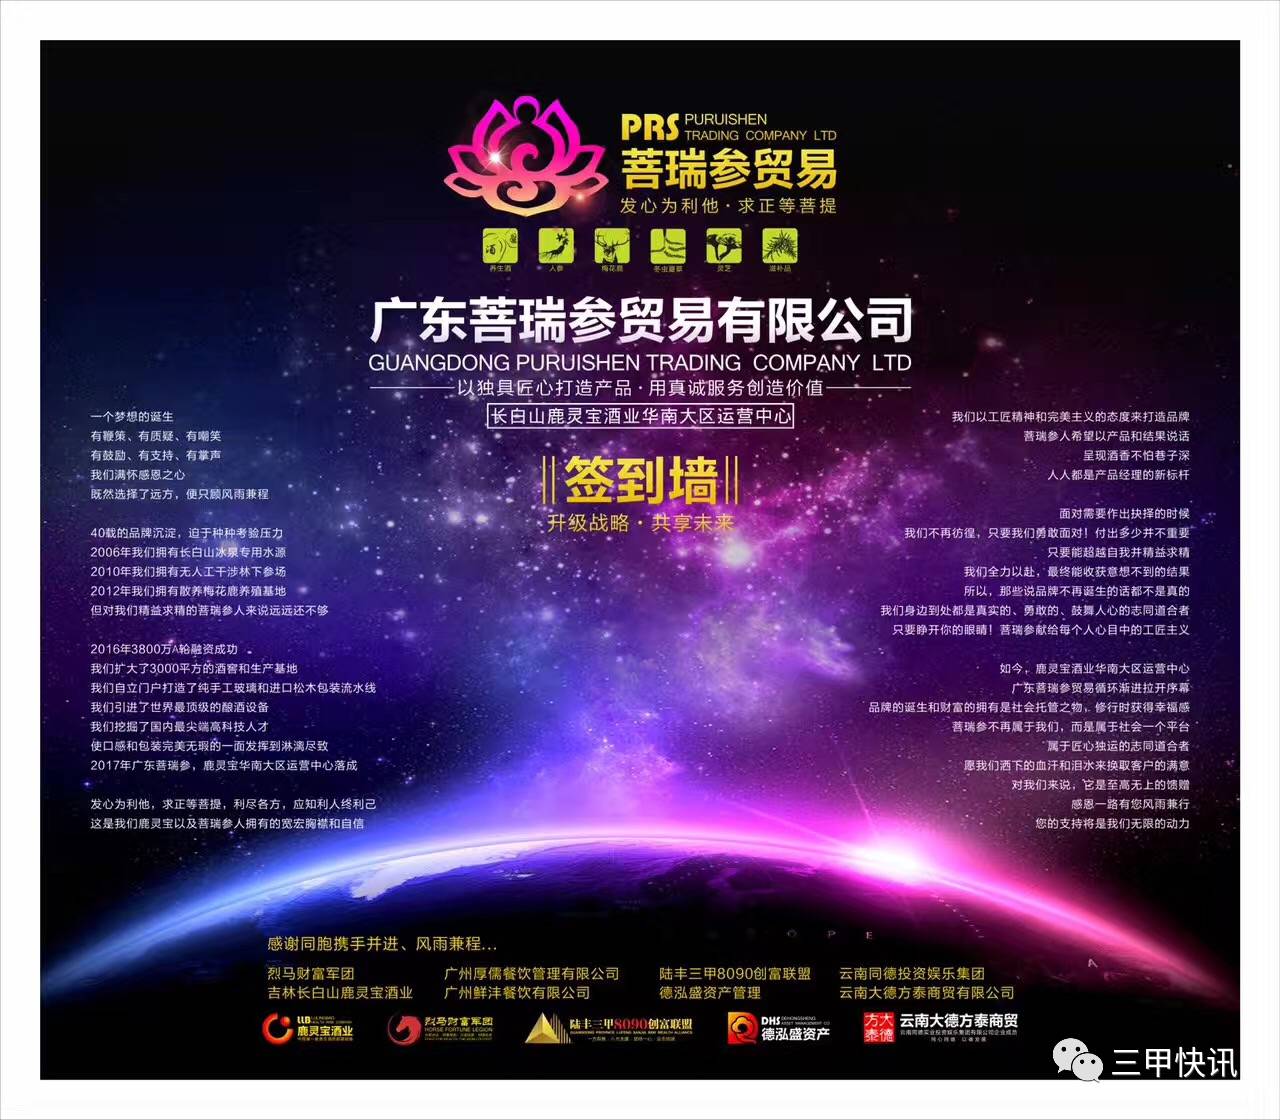 PRS PURUISHEN
TRADING COMPANY LTD
菩瑞参贸易
发心为利他·求正等菩提
养生酒 人参 梅花鹿 冬虫夏草 灵芝 滋补品
广东菩瑞参贸易有限公司
GUANGDONG PURUISHEN TRADING COMPANY LTD
以独具匠心打造产品·用真诚服务创造价值
长白山鹿灵宝酒业华南大区运营中心
签到墙
升级战略·共享未来
一个梦想的诞生
有鞭策、有质疑、有嘲笑
有鼓励、有支持、有掌声
我们满怀感恩之心
既然选择了远方，便只顾风雨兼程
40载的品牌沉淀，迫于种种考验压力
2006年我们拥有长白山冰泉专用水源
2010年我们拥有无人工干涉林下参场
2012年我们拥有散养梅花鹿养殖基地
但对我们精益求精的菩瑞参人来说远远还不够
2016年3800万A轮融资成功
我们扩大了3000平方的酒窖和生产基地
我们自立门户打造了纯手工玻璃和进口松木包装流水线
我们引进了世界最顶级的酿酒设备
我们挖掘了国内最尖端高科技人才
使口感和包装完美无瑕的一面发挥到淋漓尽致
2017年广东菩瑞参，鹿灵宝华南大区运营中心落成
发心为利他，求正等菩提，利尽各方，应知利人终利己
这是我们鹿灵宝以及菩瑞参人拥有的宽宏胸襟和自信
我们以工匠精神和完美主义的态度来打造品牌
菩瑞参人希望以产品和结果说话
呈现酒香不怕巷子深
人人都是产品经理的新标杆
面对需要作出抉择的时候
我们不再彷徨，只要我们勇敢面对！付出多少并不重要
只要能超越自我并精益求精
我们全力以赴，最终能收获意想不到的结果
所以，那些说品牌不再诞生的话都不是真的
我们身边到处都是真实的、勇敢的、鼓舞人心的志同道合者
只要睁开你的眼睛！菩瑞参献给每个人心目中的工匠主义
如今，鹿灵宝酒业华南大区运营中心
广东菩瑞参贸易循环渐进拉开序幕
品牌的诞生和财富的拥有是社会托管之物，修行时获得幸福感
菩瑞参不再属于我们，而是属于社会一个平台
属于匠心独运的志同道合者
愿我们洒下的血汗和泪水来换取客户的满意
对我们来说，它是至高无上的馈赠
感恩一路有您风雨兼行
您的支持将是我们无限的动力
O P E
A
感谢同胞携手并进、风雨兼程...
烈马财富军团 广州厚儒餐饮管理有限公司 陆丰三甲8090创富联盟 云南同德投资娱乐集团
吉林长白山鹿灵宝酒业 广州鲜沣餐饮有限公司 德泓盛资产管理 云南大德方泰商贸有限公司
LLB 鹿灵宝酒业
烈马财富军团
HORSE FORTUNE LEGION
陆丰三甲8090创富联盟
DHS DEHONGSHENG
ASSET MANAGEMENT CO
德泓盛资产
方大泰德 云南大德方泰商贸
三甲快讯